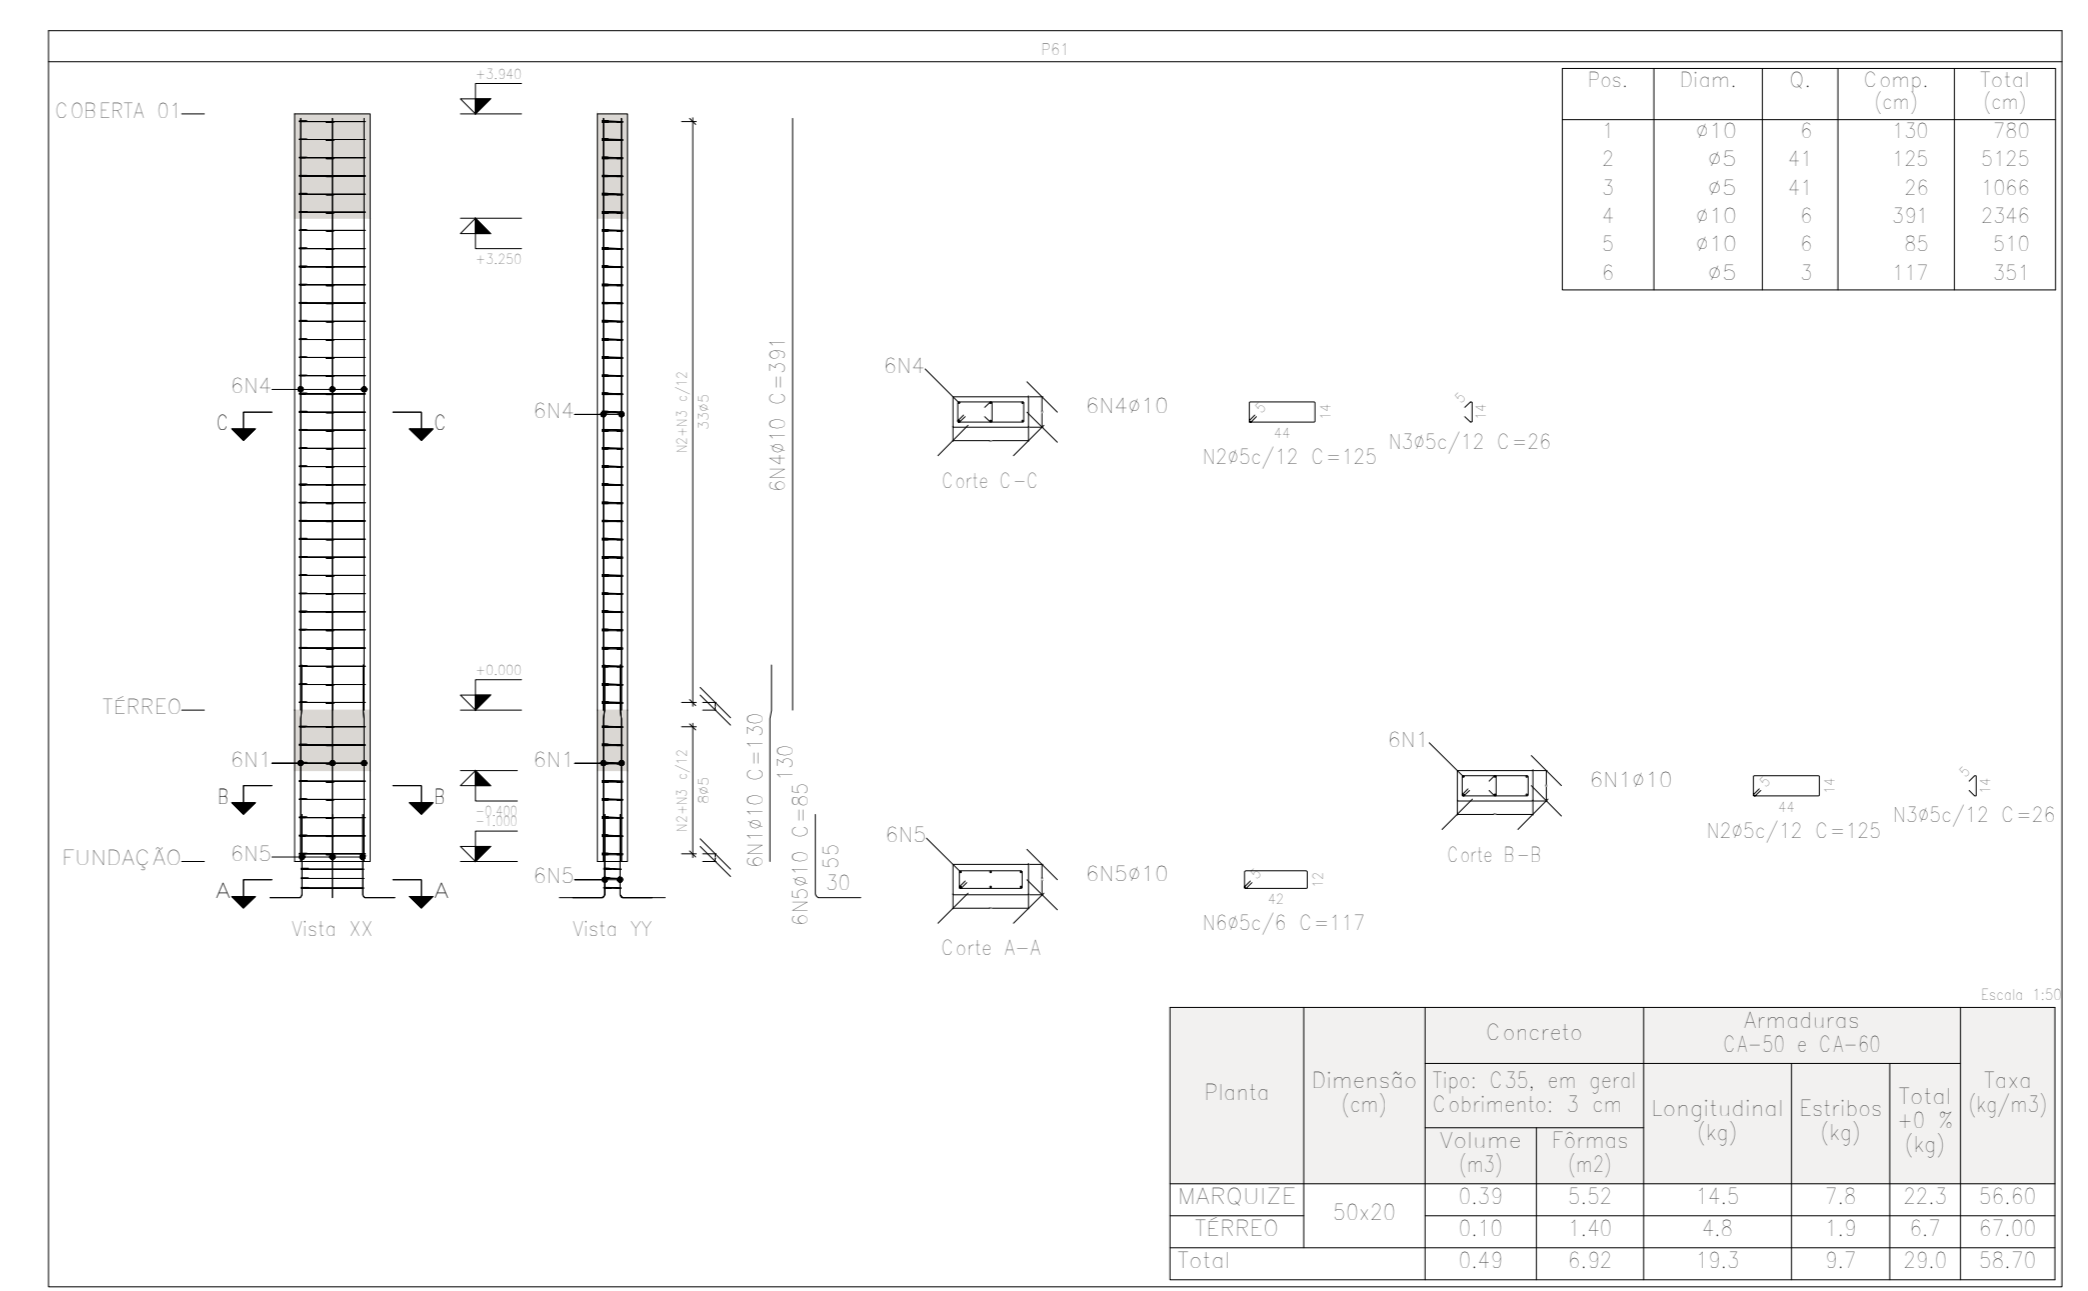 P61
Pos. Diam. Q. Comp. (cm) Total (cm)
1 ø10 6 130 780
2 ø5 41 125 5125
3 ø5 41 26 1066
4 ø10 6 391 2346
5 ø10 6 85 510
6 ø5 3 117 351
COBERTA 01
+3.940
+3.250
6N4
C
C
6N4
N2+N3 c/12
33ø5
6N4ø10 C=391
6N4
6N4ø10
Corte C-C
5
44
14
N2ø5c/12 C=125
5
14
N3ø5c/12 C=26
TÉRREO
+0.000
6N1
B
B
6N1
-0.400
-1.000
N2+N3 c/12
8ø5
6N1ø10 C=130
130
6N1
6N1ø10
Corte B-B
5
44
14
N2ø5c/12 C=125
5
14
N3ø5c/12 C=26
FUNDAÇÃO
6N5
A
A
6N5
6N5ø10 C=85
55
30
6N5
6N5ø10
Corte A-A
5
42
12
N6ø5c/6 C=117
Vista XX
Vista YY
Escala 1:50
Planta
Dimensão
(cm)
Concreto
Tipo: C35, em geral
Cobrimento: 3 cm
Volume
(m3)
Fôrmas
(m2)
Armaduras
CA-50 e CA-60
Longitudinal
(kg)
Estribos
(kg)
Total
+0 %
(kg)
Taxa
(kg/m3)
MARQUIZE 50x20 0.39 5.52 14.5 7.8 22.3 56.60
TÉRREO 0.10 1.40 4.8 1.9 6.7 67.00
Total 0.49 6.92 19.3 9.7 29.0 58.70